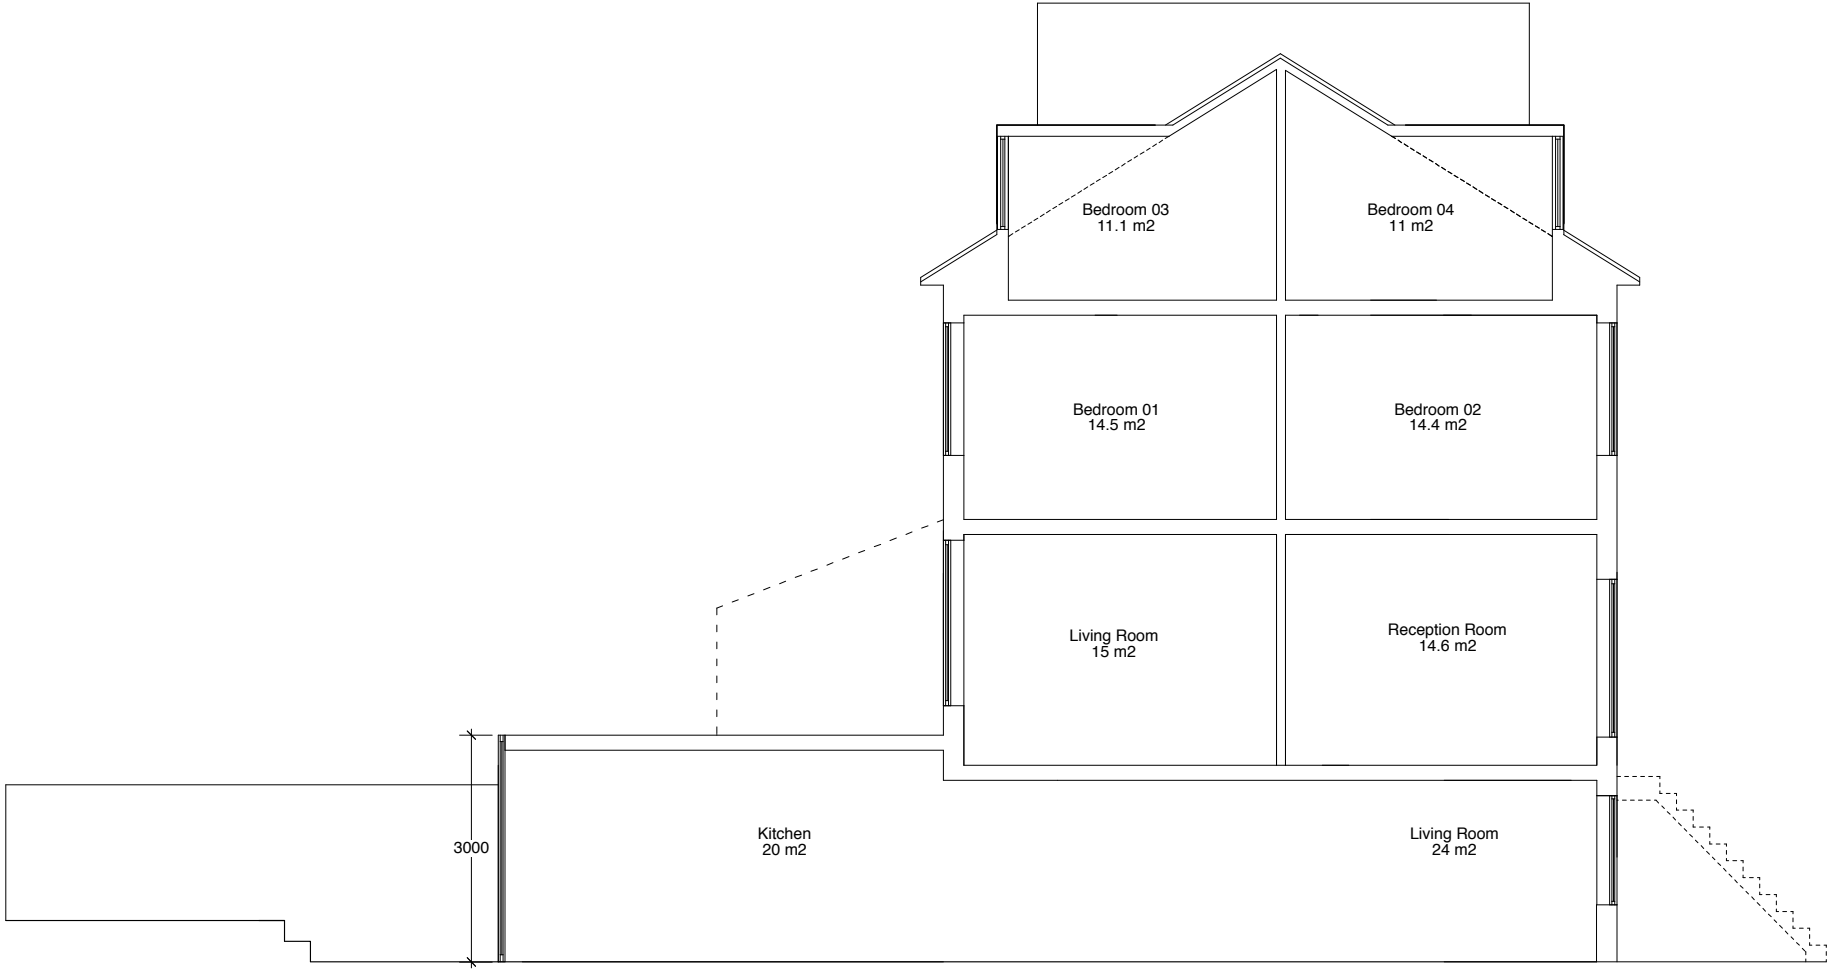 Bedroom 03
11.1 m2
Bedroom 04
11 m2
Bedroom 01
14.5 m2
Bedroom 02
14.4 m2
Living Room
15 m2
Reception Room
14.6 m2
3000
Kitchen
20 m2
Living Room
24 m2